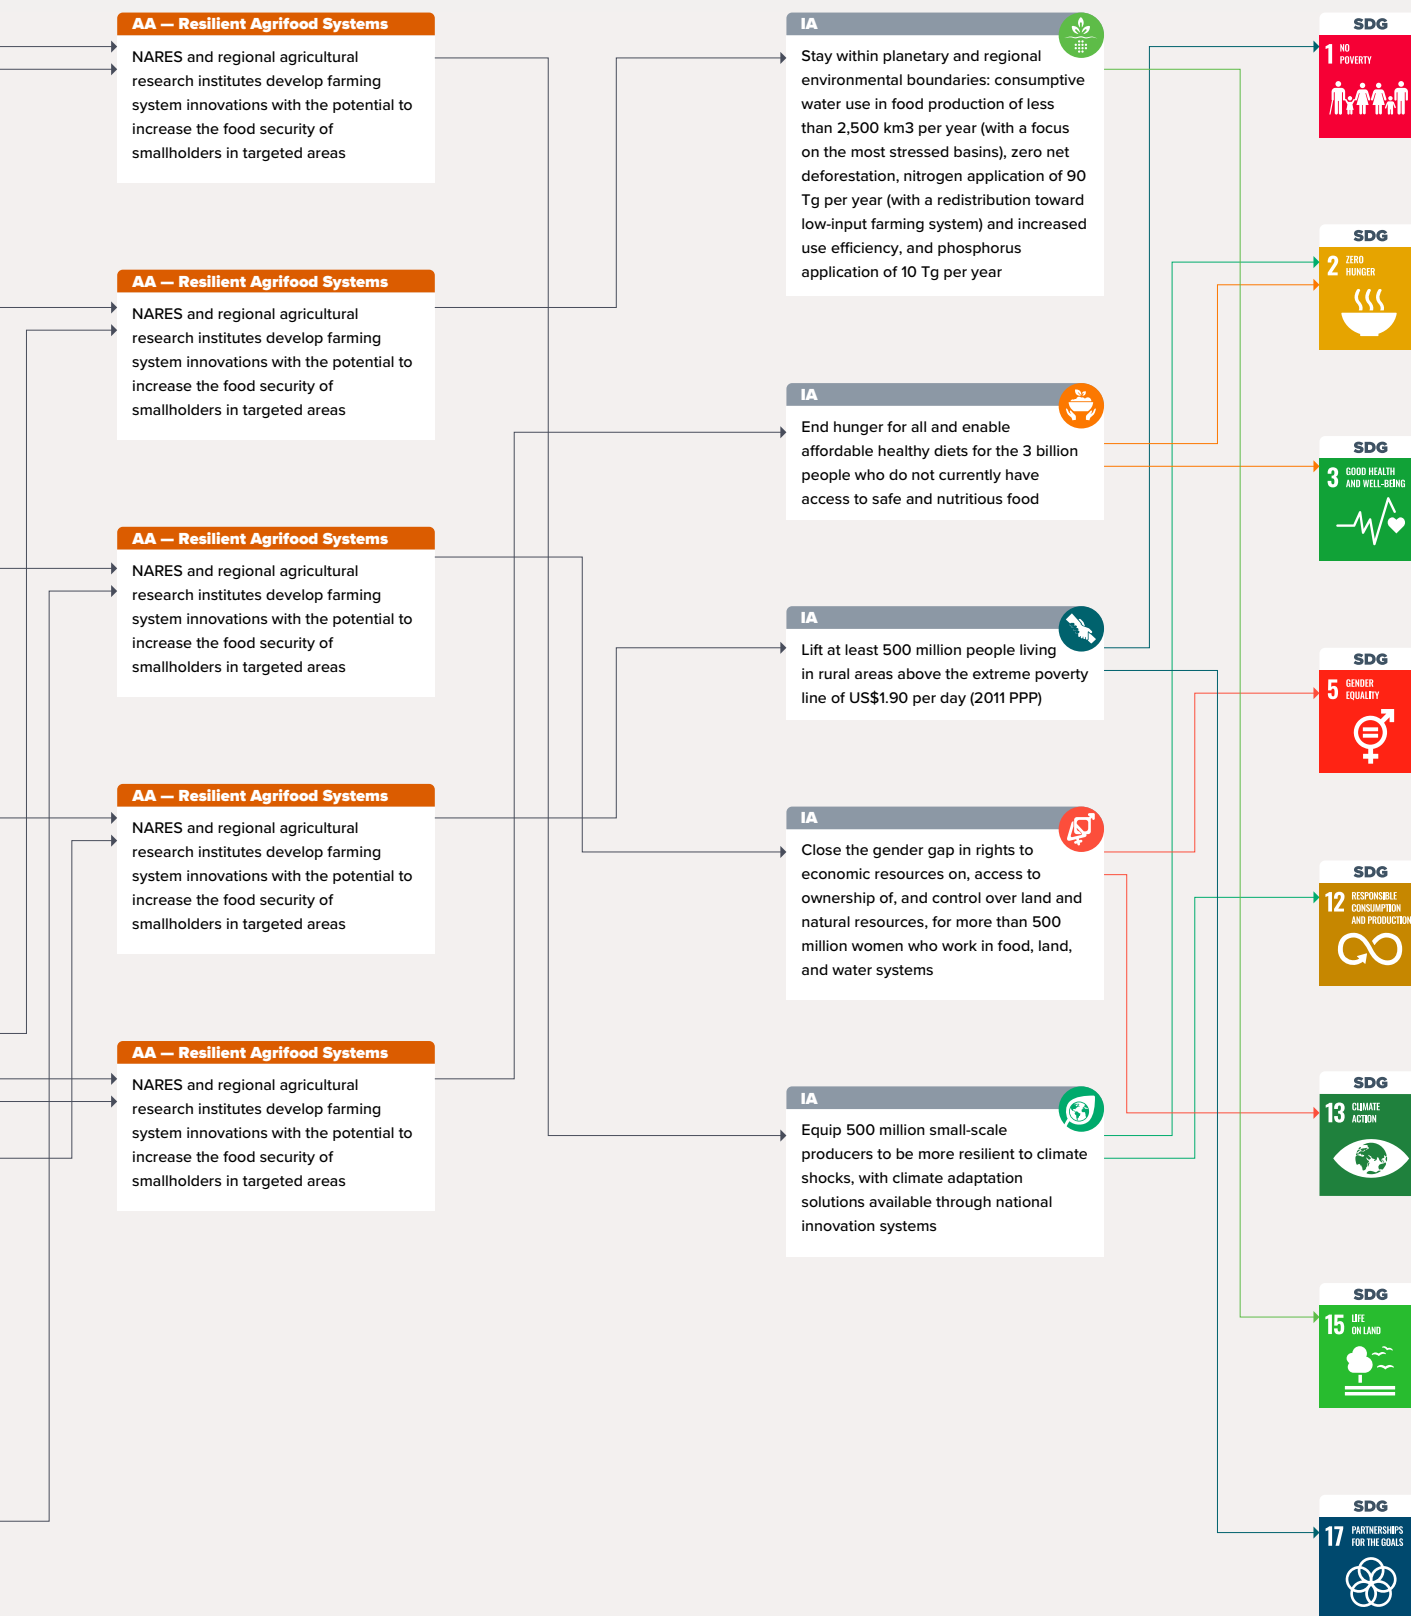 AA — Resilient Agrifood Systems
NARES and regional agricultural
research institutes develop farming
system innovations with the potential to
increase the food security of
smallholders in targeted areas
AA — Resilient Agrifood Systems
NARES and regional agricultural
research institutes develop farming
system innovations with the potential to
increase the food security of
smallholders in targeted areas
AA — Resilient Agrifood Systems
NARES and regional agricultural
research institutes develop farming
system innovations with the potential to
increase the food security of
smallholders in targeted areas
AA — Resilient Agrifood Systems
NARES and regional agricultural
research institutes develop farming
system innovations with the potential to
increase the food security of
smallholders in targeted areas
AA — Resilient Agrifood Systems
NARES and regional agricultural
research institutes develop farming
system innovations with the potential to
increase the food security of
smallholders in targeted areas
IA
Stay within planetary and regional
environmental boundaries: consumptive
water use in food production of less
than 2,500 km3 per year (with a focus
on the most stressed basins), zero net
deforestation, nitrogen application of 90
Tg per year (with a redistribution toward
low-input farming system) and increased
use efficiency, and phosphorus
application of 10 Tg per year
IA
End hunger for all and enable
affordable healthy diets for the 3 billion
people who do not currently have
access to safe and nutritious food
IA
Lift at least 500 million people living
in rural areas above the extreme poverty
line of US$1.90 per day (2011 PPP)
IA
Close the gender gap in rights to
economic resources on, access to
ownership of, and control over land and
natural resources, for more than 500
million women who work in food, land,
and water systems
IA
Equip 500 million small-scale
producers to be more resilient to climate
shocks, with climate adaptation
solutions available through national
innovation systems
SDG
1 NO
POVERTY
SDG
2 ZERO
HUNGER
SDG
3 GOOD HEALTH
AND WELL-BEING
SDG
5 GENDER
EQUALITY
SDG
12 RESPONSIBLE
CONSUMPTION
AND PRODUCTION
SDG
13 CLIMATE
ACTION
SDG
15 LIFE
ON LAND
SDG
17 PARTNERSHIPS
FOR THE GOALS